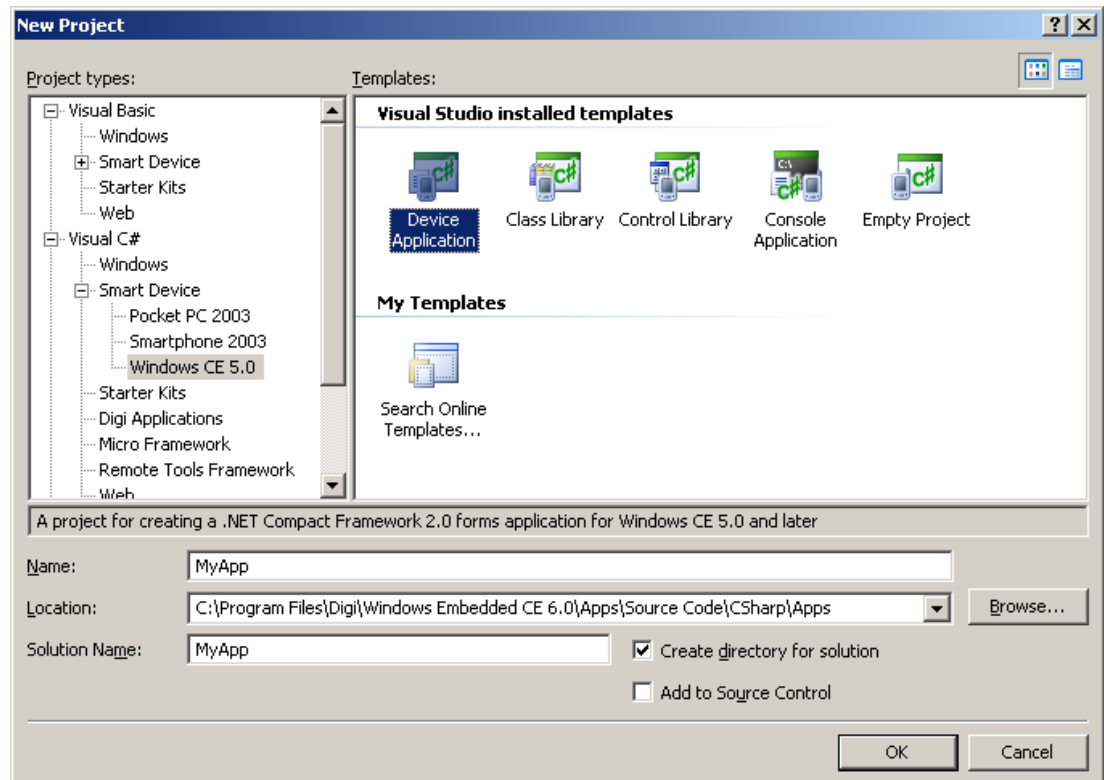 New Project
Project types:
Templates:
Visual Basic
Windows
Smart Device
Starter Kits
Web
Visual C#
Windows
Smart Device
Pocket PC 2003
Smartphone 2003
Windows CE 5.0
Starter Kits
Digi Applications
Micro Framework
Remote Tools Framework
Web
Visual Studio installed templates
Device
Application
Class Library
Control Library
Console
Application
Empty Project
My Templates
Search Online
Templates...
A project for creating a .NET Compact Framework 2.0 forms application for Windows CE 5.0 and later
Name:
MyApp
Location:
C:\Program Files\Digi\Windows Embedded CE 6.0\Apps\Source Code\CSharp\Apps
Browse...
Solution Name:
MyApp
Create directory for solution
Add to Source Control
OK
Cancel